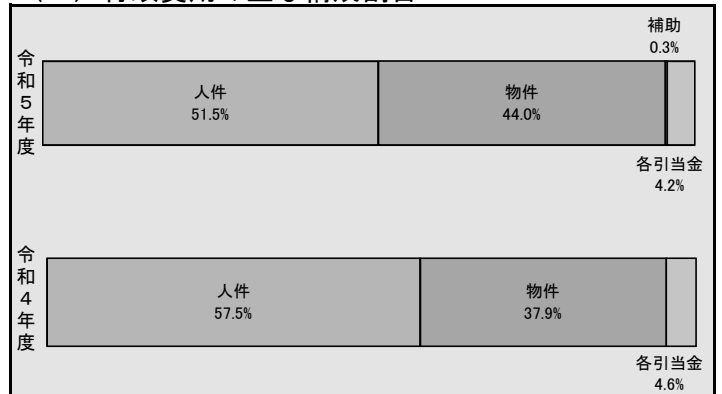 補助
0.3%
令和5年度
人件
51.5%
物件
44.0%
各引当金
4.2%
令和4年度
人件
57.5%
物件
37.9%
各引当金
4.6%